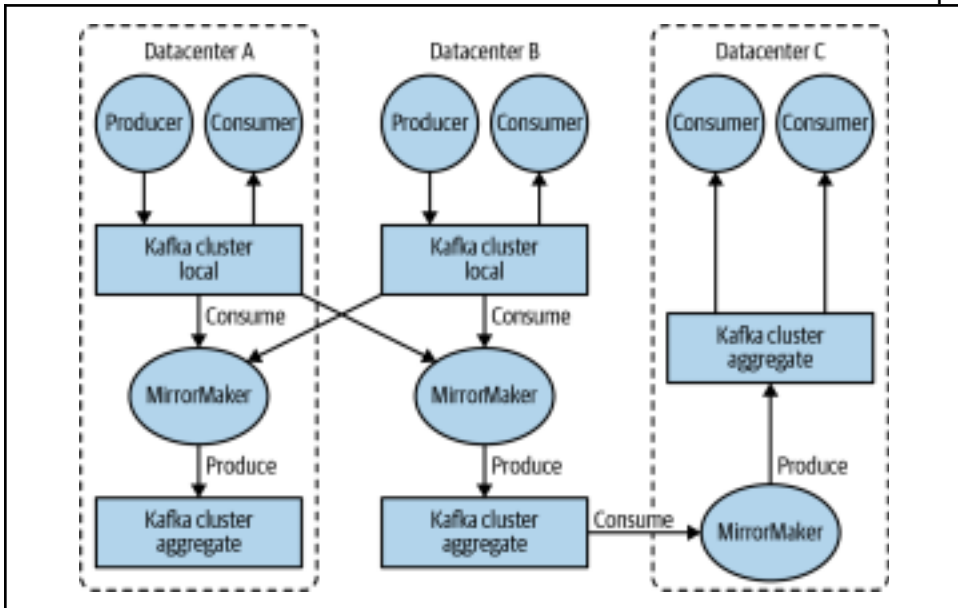 Datacenter A
Datacenter B
Datacenter C
Producer
Consumer
Producer
Consumer
Consumer
Consumer
Kafka cluster
local
Kafka cluster
local
Consume
Consume
Kafka cluster
aggregate
MirrorMaker
MirrorMaker
Produce
Produce
Produce
Kafka cluster
aggregate
Kafka cluster
aggregate
Consume
MirrorMaker